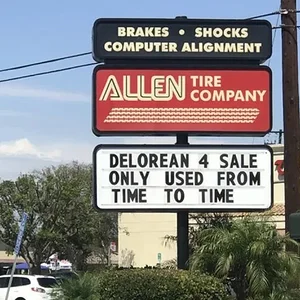 BRAKES • SHOCKS
COMPUTER ALIGNMENT
ALLEN TIRE
COMPANY
DELOREAN 4 SALE
ONLY USED FROM
TIME TO TIME